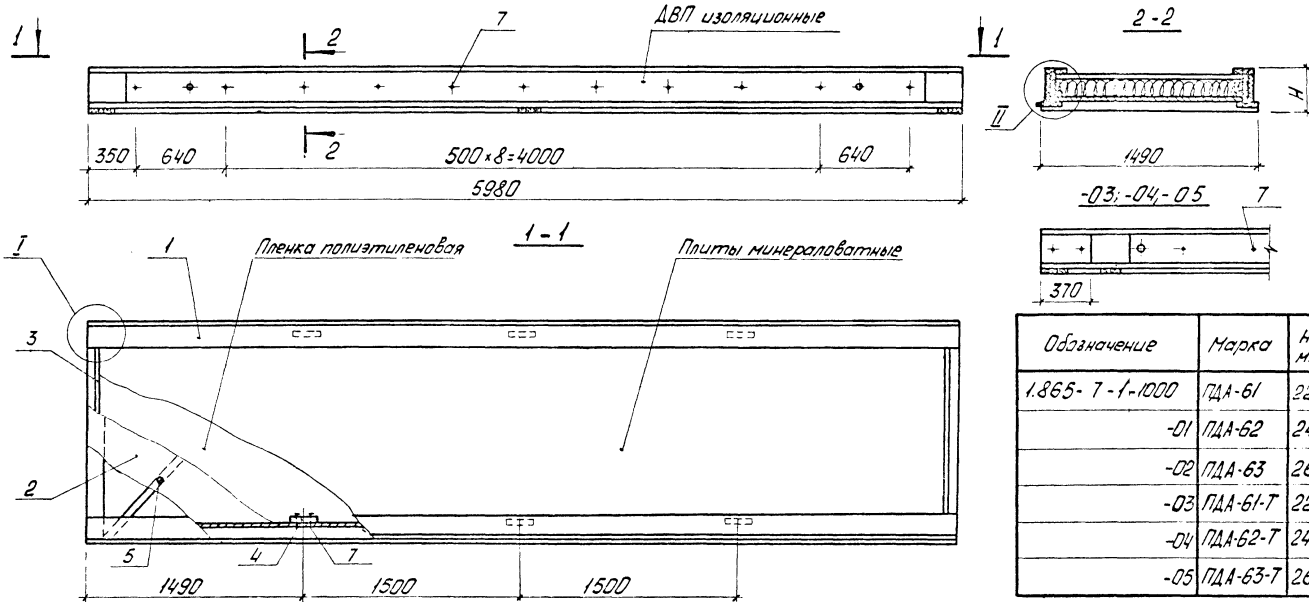 1
2
7
ДВП изоляционные
1
2-2
2
II
H
350
640
500×8=4000
640
5980
1490
-03; -04; -05
7
370
1-1
I
1
Пленка полиэтиленовая
Плиты минераловатные
3
2
5
4
7
1490
1500
1500
Обозначение Марка
1.865-7-1-1000 ПДА-61
-01 ПДА-62
-02 ПДА-63
-03 ПДА-61-Т
-04 ПДА-62-Т
-05 ПДА-63-Т